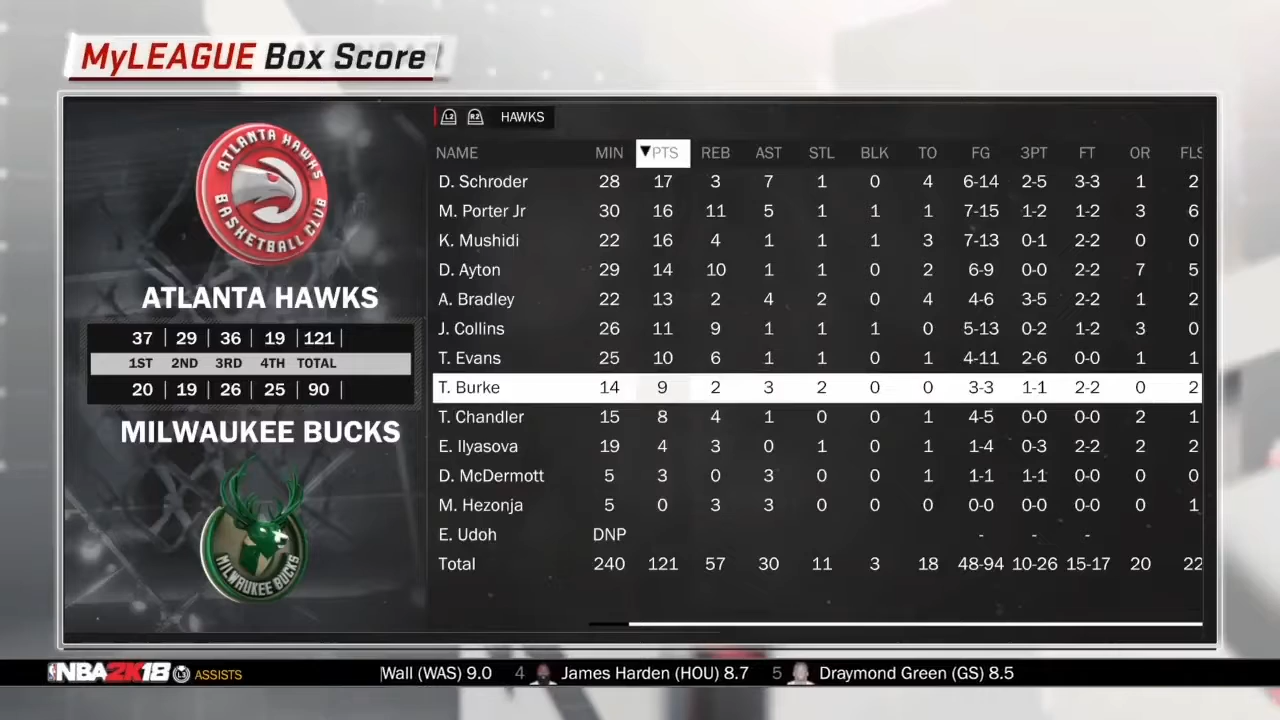 MyLEAGUE Box Score
L2 R2 HAWKS
NAME MIN PTS REB AST STL BLK TO FG 3PT FT OR FLS
D. Schroder 28 17 3 7 1 0 4 6-14 2-5 3-3 1 2
M. Porter Jr 30 16 11 5 1 1 1 7-15 1-2 1-2 3 6
K. Mushidi 22 16 4 1 1 1 3 7-13 0-1 2-2 0 0
D. Ayton 29 14 10 1 1 0 2 6-9 0-0 2-2 7 5
A. Bradley 22 13 2 4 2 0 4 4-6 3-5 2-2 1 2
J. Collins 26 11 9 1 1 1 0 5-13 0-2 1-2 3 0
T. Evans 25 10 6 1 1 0 1 4-11 2-6 0-0 1 1
T. Burke 14 9 2 3 2 0 0 3-3 1-1 2-2 0 2
T. Chandler 15 8 4 1 0 0 1 4-5 0-0 0-0 2 1
E. Ilyasova 19 4 3 0 1 0 1 1-4 0-3 2-2 2 2
D. McDermott 5 3 0 3 0 0 1 1-1 1-1 0-0 0 0
M. Hezonja 5 0 3 3 0 0 0 0-0 0-0 0-0 0 1
E. Udoh DNP - - -
Total 240 121 57 30 11 3 18 48-94 10-26 15-17 20 22
ATLANTA HAWKS
BASKETBALL CLUB
ATLANTA HAWKS
37 | 29 | 36 | 19 | 121 |
1ST 2ND 3RD 4TH TOTAL
20 | 19 | 26 | 25 | 90 |
MILWAUKEE BUCKS
MILWAUKEE BUCKS
NBA 2K18 ASSISTS Wall (WAS) 9.0 4 James Harden (HOU) 8.7 5 Draymond Green (GS) 8.5